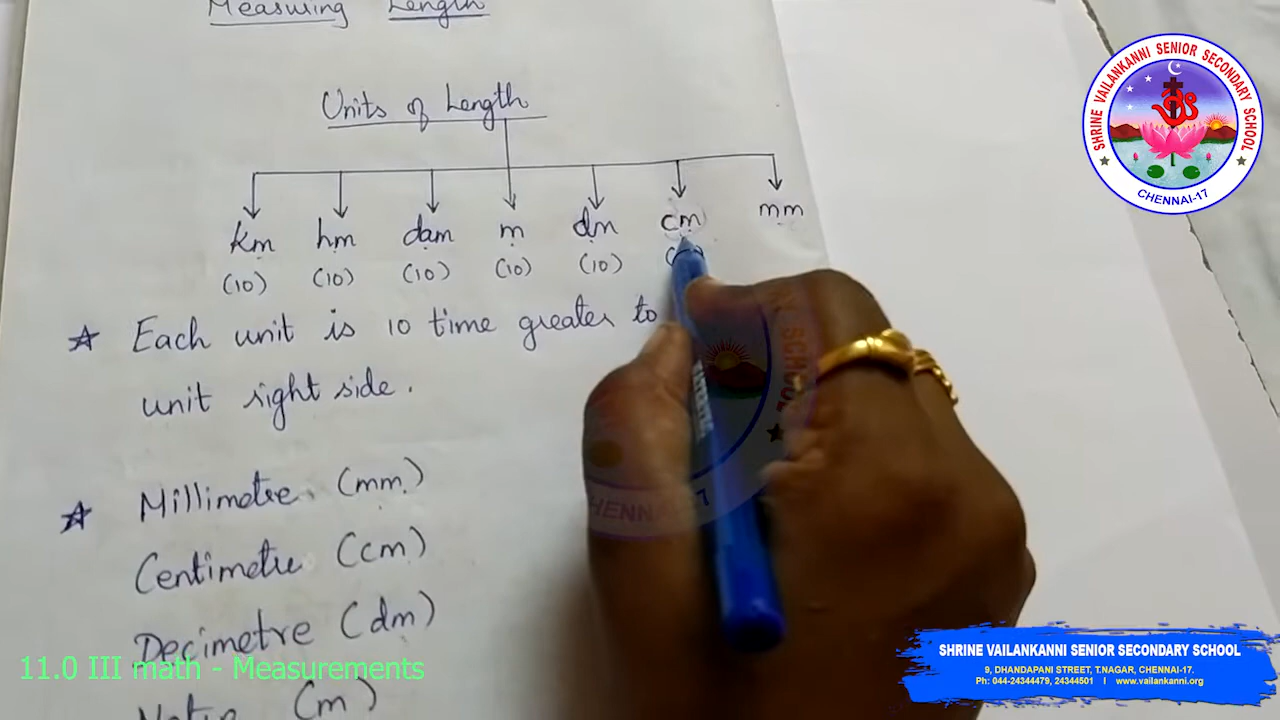 Measuring Length
Units of Length
km hm dam m dm cm mm
(10) (10) (10) (10) (10)
☆ Each unit is 10 time greater to
unit right side.
☆ Millimetre (mm)
Centimetre (cm)
Decimetre (dm)
(m)
SHRINE VAILANKANNI SENIOR SECONDARY SCHOOL
CHENNAI-17
CHENN
11.0 III math - Measurements
SHRINE VAILANKANNI SENIOR SECONDARY SCHOOL
9, DHANDAPANI STREET, T.NAGAR, CHENNAI-17.
Ph: 044-24344479, 24344501 I www.vailankanni.org